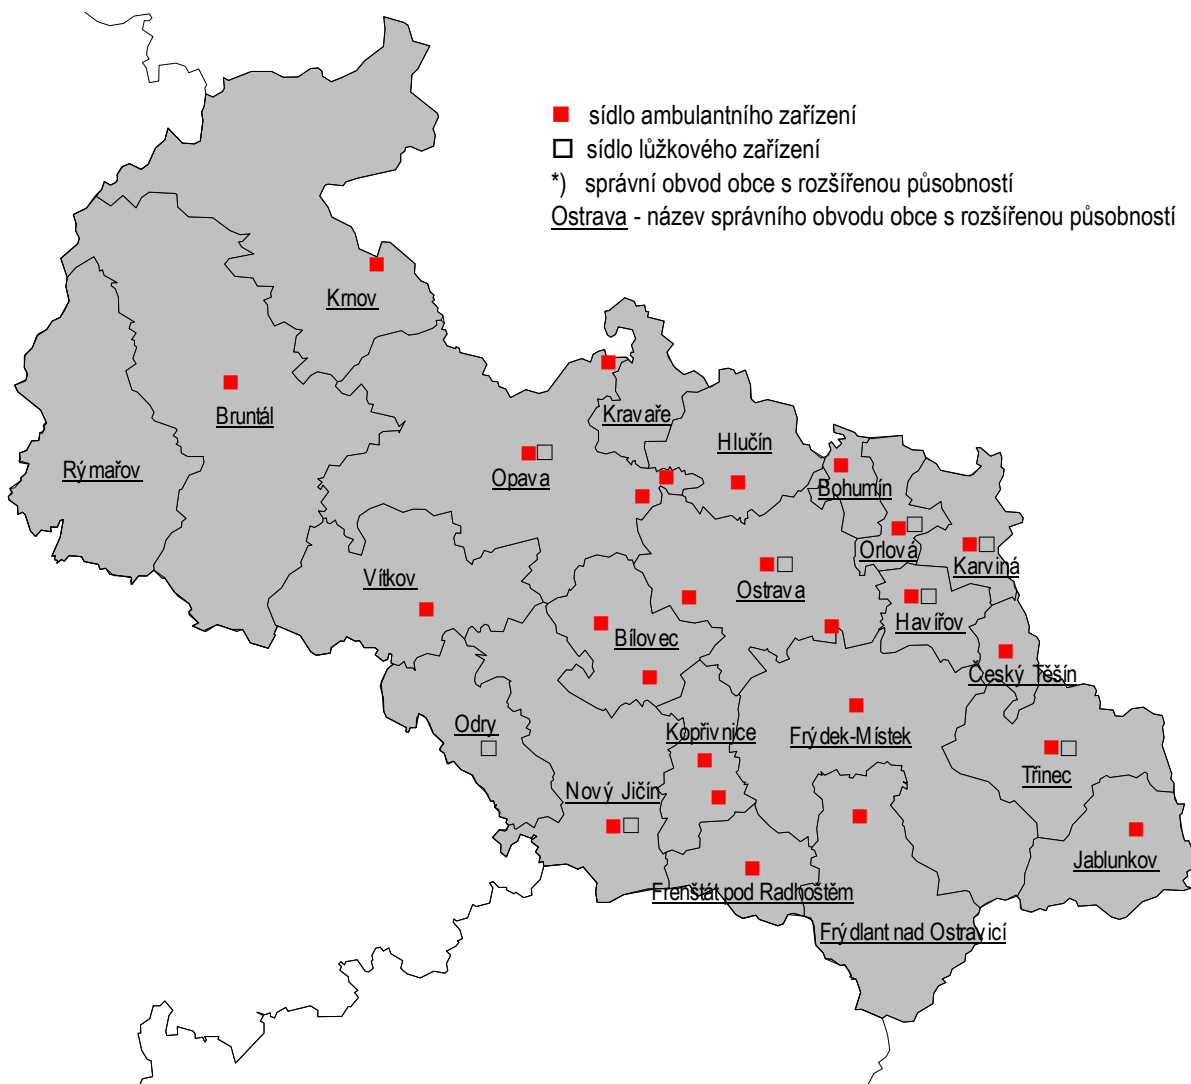 sídlo ambulantního zařízení
sídlo lůžkového zařízení
*) správní obvod obce s rozšířenou působností
Ostrava - název správního obvodu obce s rozšířenou působností
Krnov
Bruntál
Kravaře
Hlučín
Rýmařov
Opava
Bohumín
Orlová
Karviná
Vítkov
Ostrava
Havířov
Bílovec
Český Těšín
Odry
Kopřivnice
Frýdek-Místek
Třinec
Nový Jičín
Jablunkov
Frenštát pod Radhoštěm
Frýdlant nad Ostravicí